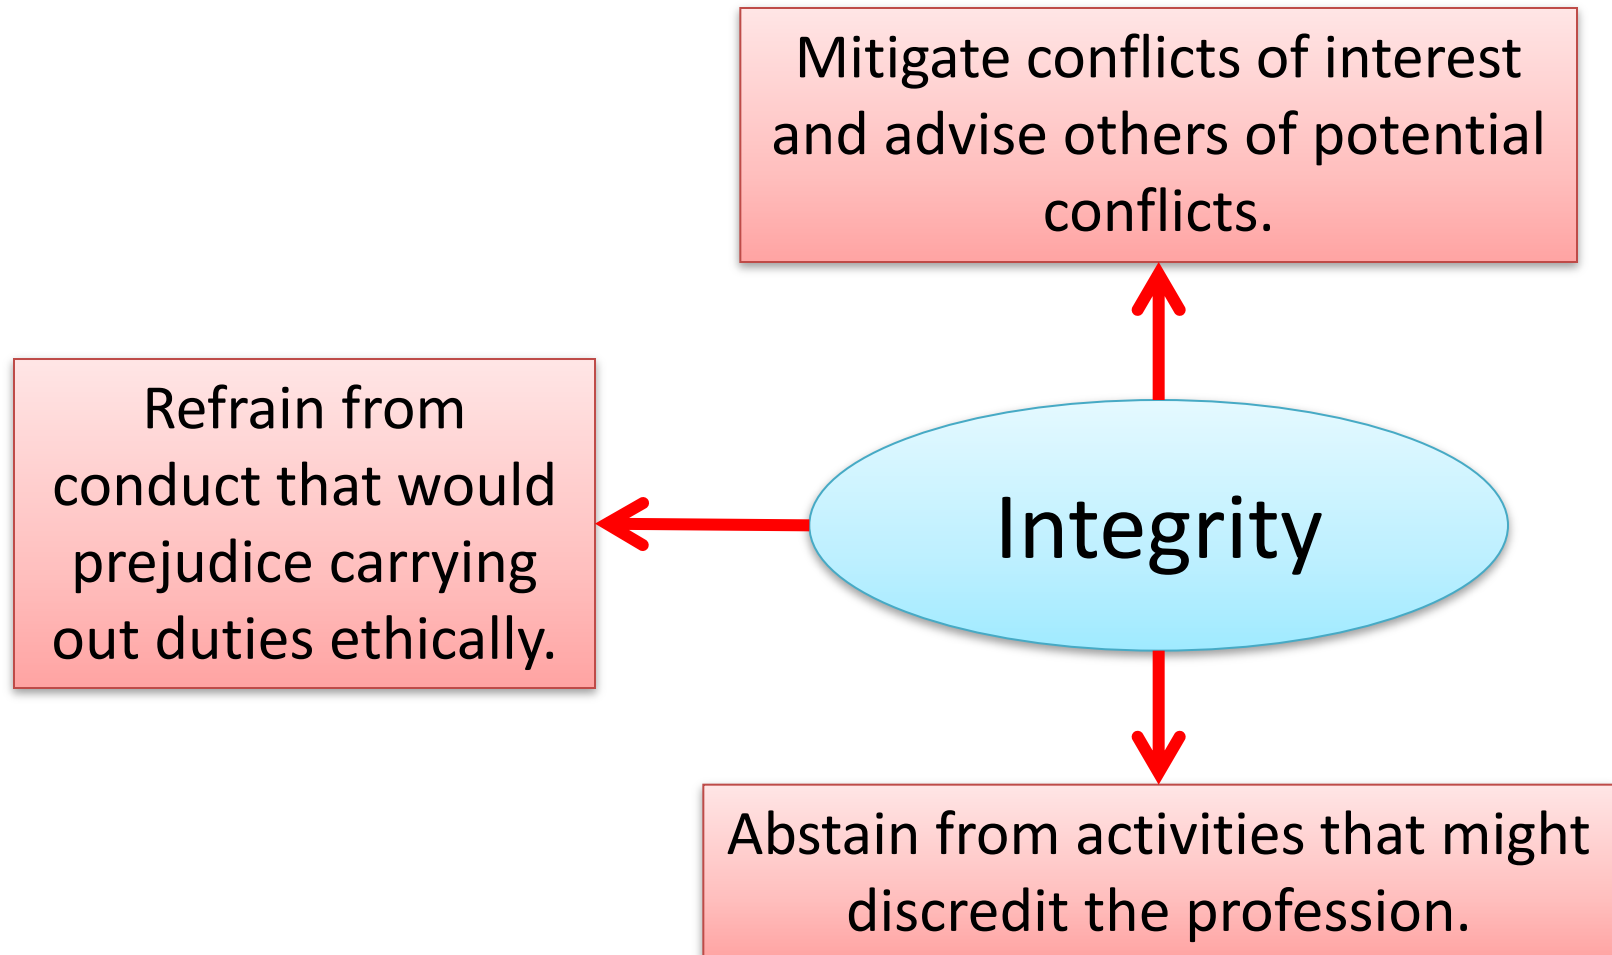 Mitigate conflicts of interest
and advise others of potential
conflicts.
Refrain from
conduct that would
prejudice carrying
out duties ethically.
Integrity
Abstain from activities that might
discredit the profession.